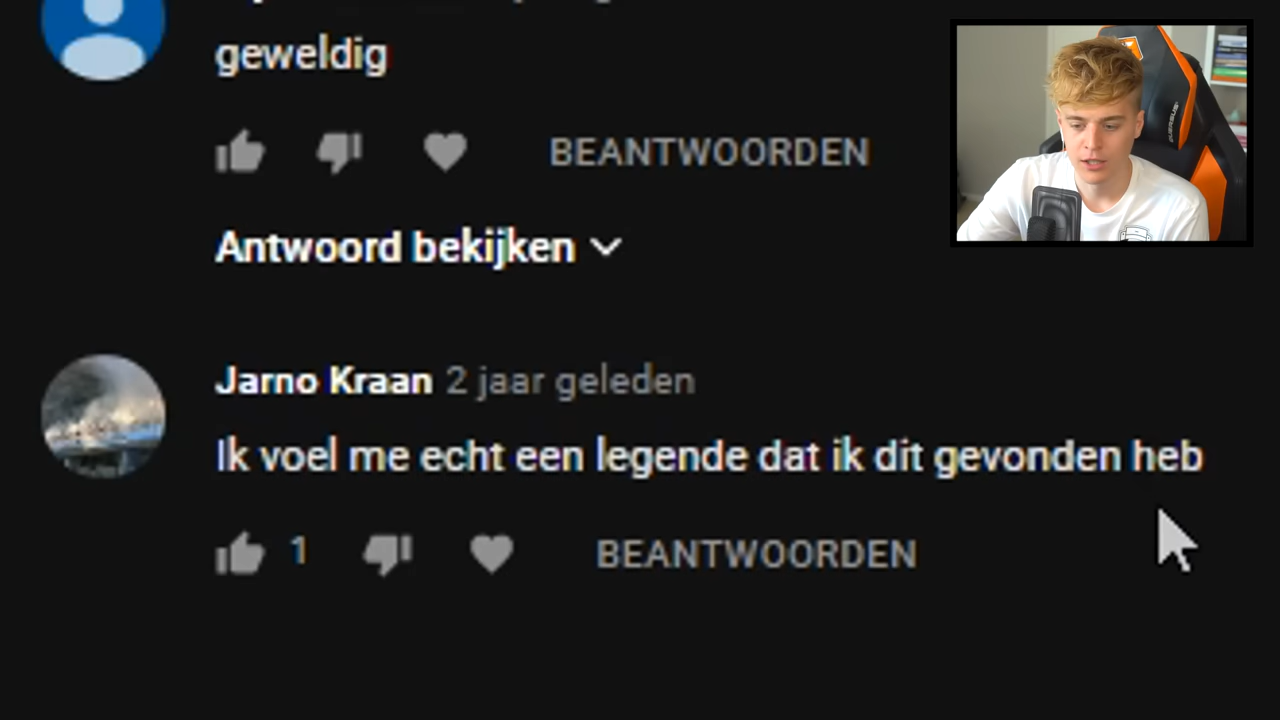 geweldig
BEANTWOORDEN
Antwoord bekijken
Jarno Kraan 2 jaar geleden
Ik voel me echt een legende dat ik dit gevonden heb
1 BEANTWOORDEN